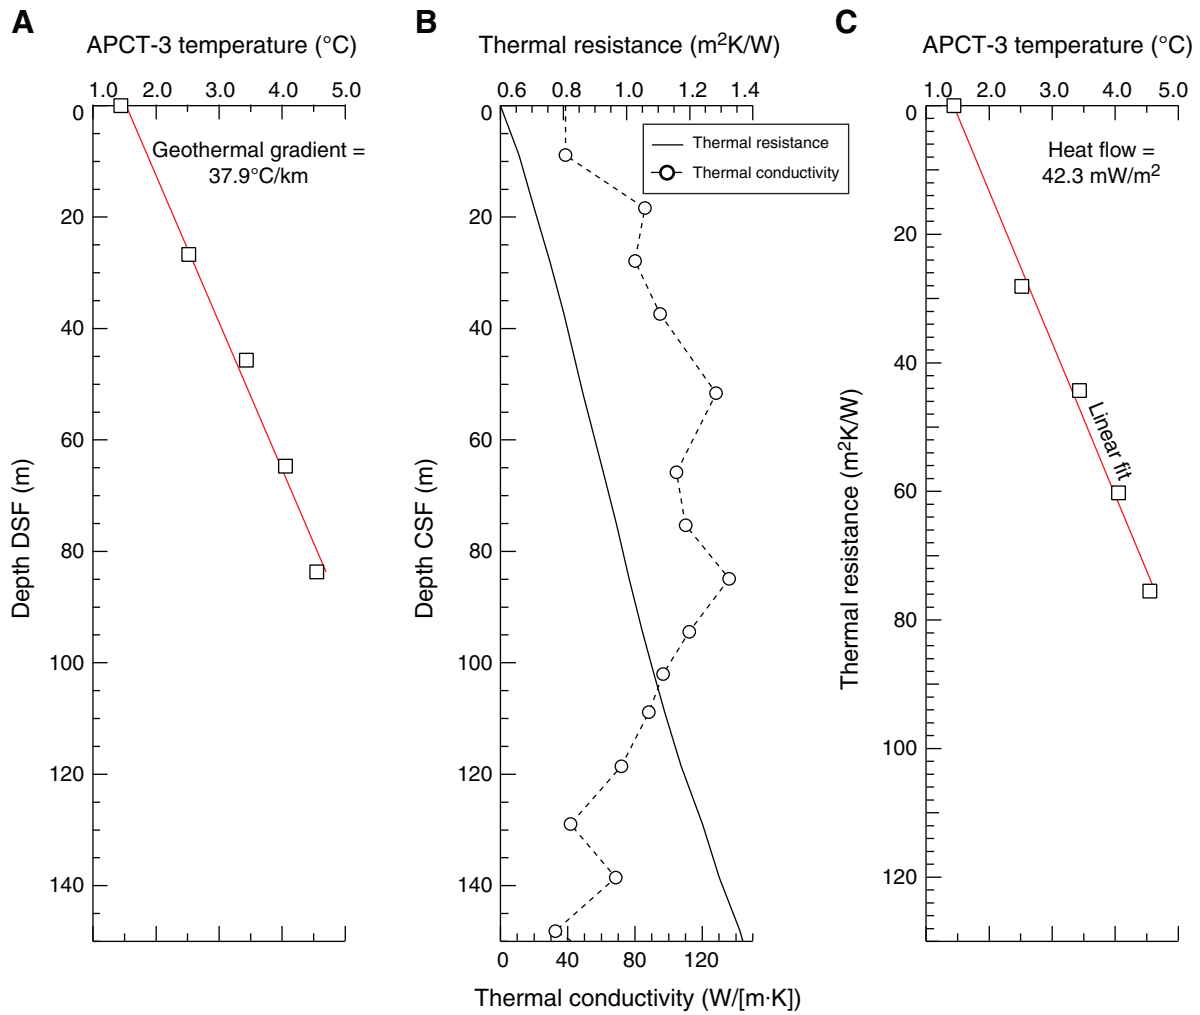 A
APCT-3 temperature (°C)
1.0 2.0 3.0 4.0 5.0
Geothermal gradient =
37.9°C/km
0
20
40
60
80
100
120
140
Depth DSF (m)
B
Thermal resistance (m²K/W)
0.6 0.8 1.0 1.2 1.4
Thermal resistance
Thermal conductivity
0
20
40
60
80
100
120
140
Depth CSF (m)
0 40 80 120
Thermal conductivity (W/[m·K])
C
APCT-3 temperature (°C)
1.0 2.0 3.0 4.0 5.0
Heat flow =
42.3 mW/m²
0
20
40
60
80
100
120
Thermal resistance (m²K/W)
Linear fit